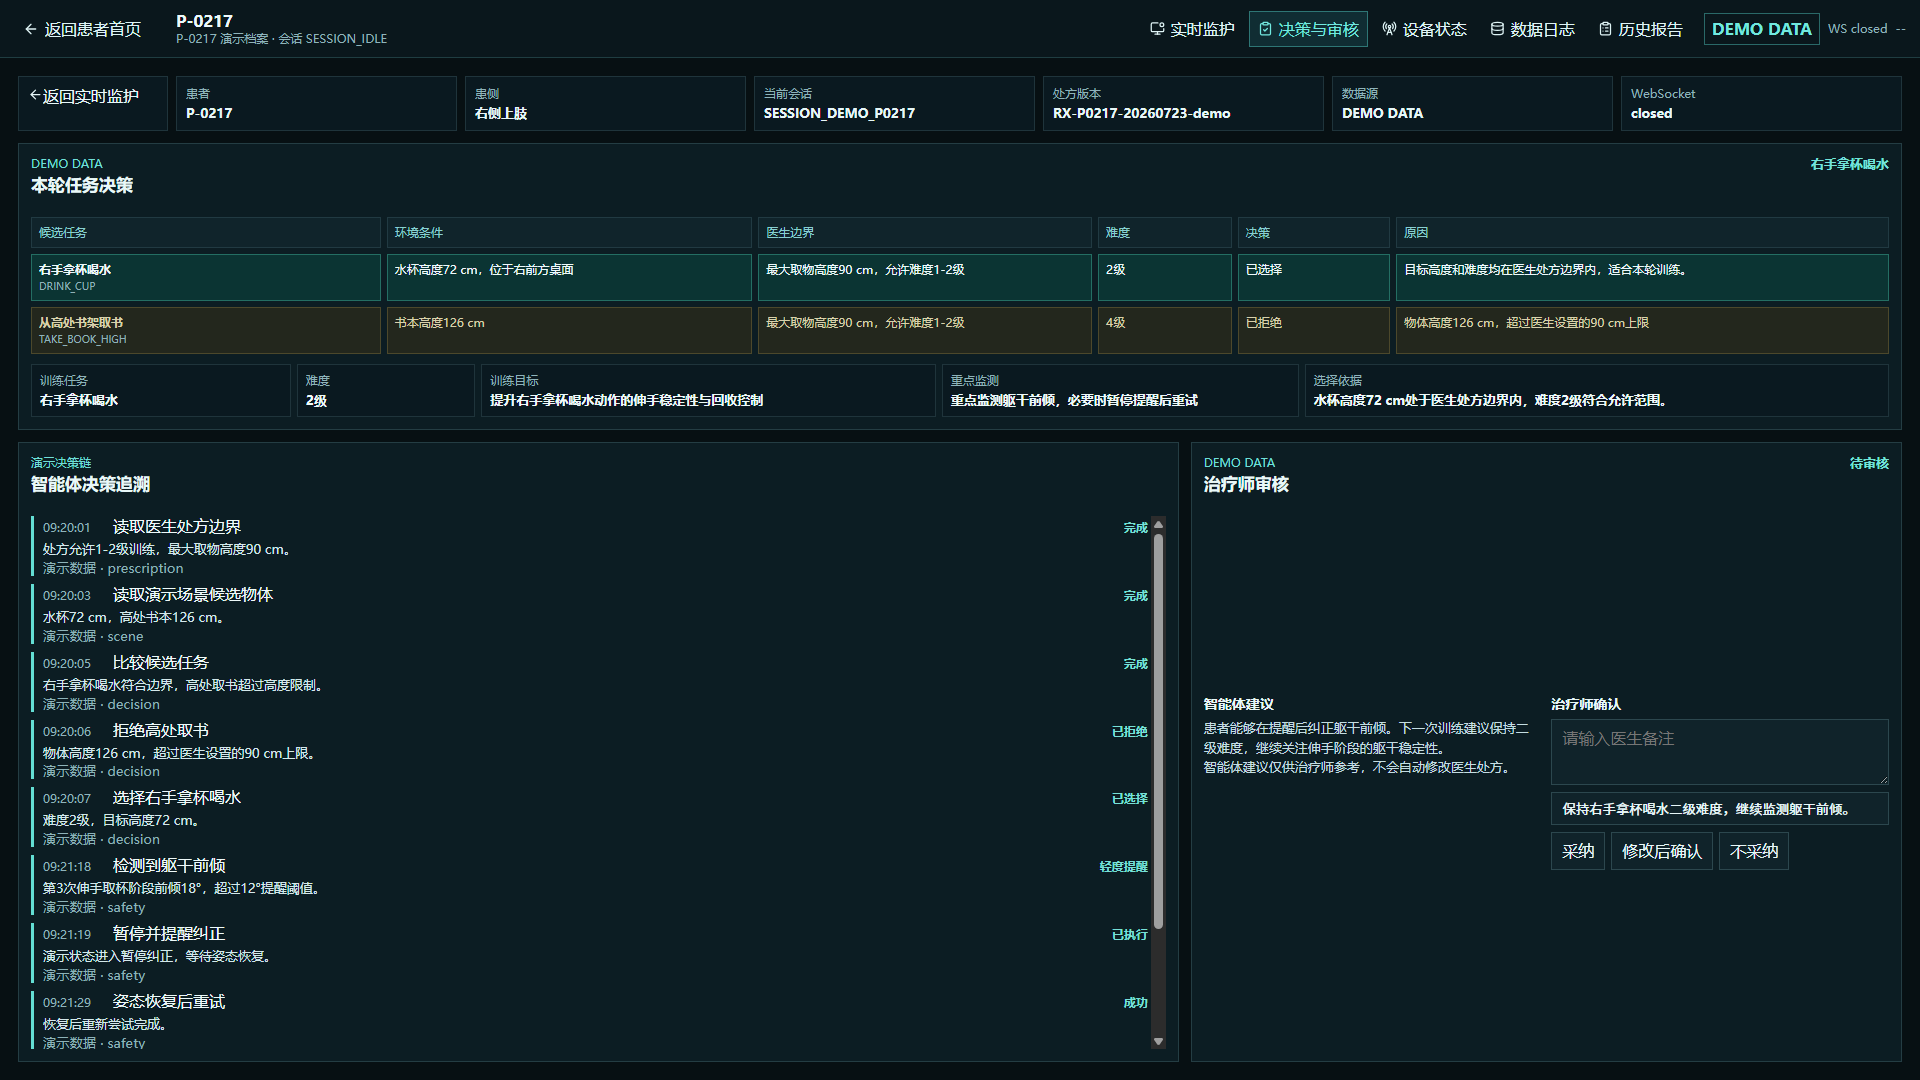 返回患者首页
P-0217
P-0217 演示档案 · 会话 SESSION_IDLE
实时监护
决策与审核
设备状态
数据日志
历史报告
DEMO DATA
WS closed --
返回实时监护
患者
P-0217
患侧
右侧上肢
当前会话
SESSION_DEMO_P0217
处方版本
RX-P0217-20260723-demo
数据源
DEMO DATA
WebSocket
closed
DEMO DATA
本轮任务决策
右手拿杯喝水
候选任务
环境条件
医生边界
难度
决策
原因
右手拿杯喝水
DRINK_CUP
水杯高度72 cm，位于右前方桌面
最大取物高度90 cm，允许难度1-2级
2级
已选择
目标高度和难度均在医生处方边界内，适合本轮训练。
从高处书架取书
TAKE_BOOK_HIGH
书本高度126 cm
最大取物高度90 cm，允许难度1-2级
4级
已拒绝
物体高度126 cm，超过医生设置的90 cm上限
训练任务
右手拿杯喝水
难度
2级
训练目标
提升右手拿杯喝水动作的伸手稳定性与回收控制
重点监测
重点监测躯干前倾，必要时暂停提醒后重试
选择依据
水杯高度72 cm处于医生处方边界内，难度2级符合允许范围。
演示决策链
智能体决策追溯
09:20:01 读取医生处方边界 完成
处方允许1-2级训练，最大取物高度90 cm。
演示数据 · prescription
09:20:03 读取演示场景候选物体 完成
水杯72 cm，高处书本126 cm。
演示数据 · scene
09:20:05 比较候选任务 完成
右手拿杯喝水符合边界，高处取书超过高度限制。
演示数据 · decision
09:20:06 拒绝高处取书 已拒绝
物体高度126 cm，超过医生设置的90 cm上限。
演示数据 · decision
09:20:07 选择右手拿杯喝水 已选择
难度2级，目标高度72 cm。
演示数据 · decision
09:21:18 检测到躯干前倾 轻度提醒
第3次伸手取杯阶段前倾18°，超过12°提醒阈值。
演示数据 · safety
09:21:19 暂停并提醒纠正 已执行
演示状态进入暂停纠正，等待姿态恢复。
演示数据 · safety
09:21:29 姿态恢复后重试 成功
恢复后重新尝试完成。
演示数据 · safety
DEMO DATA
治疗师审核
待审核
智能体建议
患者能够在提醒后纠正躯干前倾。下一次训练建议保持二
级难度，继续关注伸手阶段的躯干稳定性。
智能体建议仅供治疗师参考，不会自动修改医生处方。
治疗师确认
请输入医生备注
保持右手拿杯喝水二级难度，继续监测躯干前倾。
采纳
修改后确认
不采纳